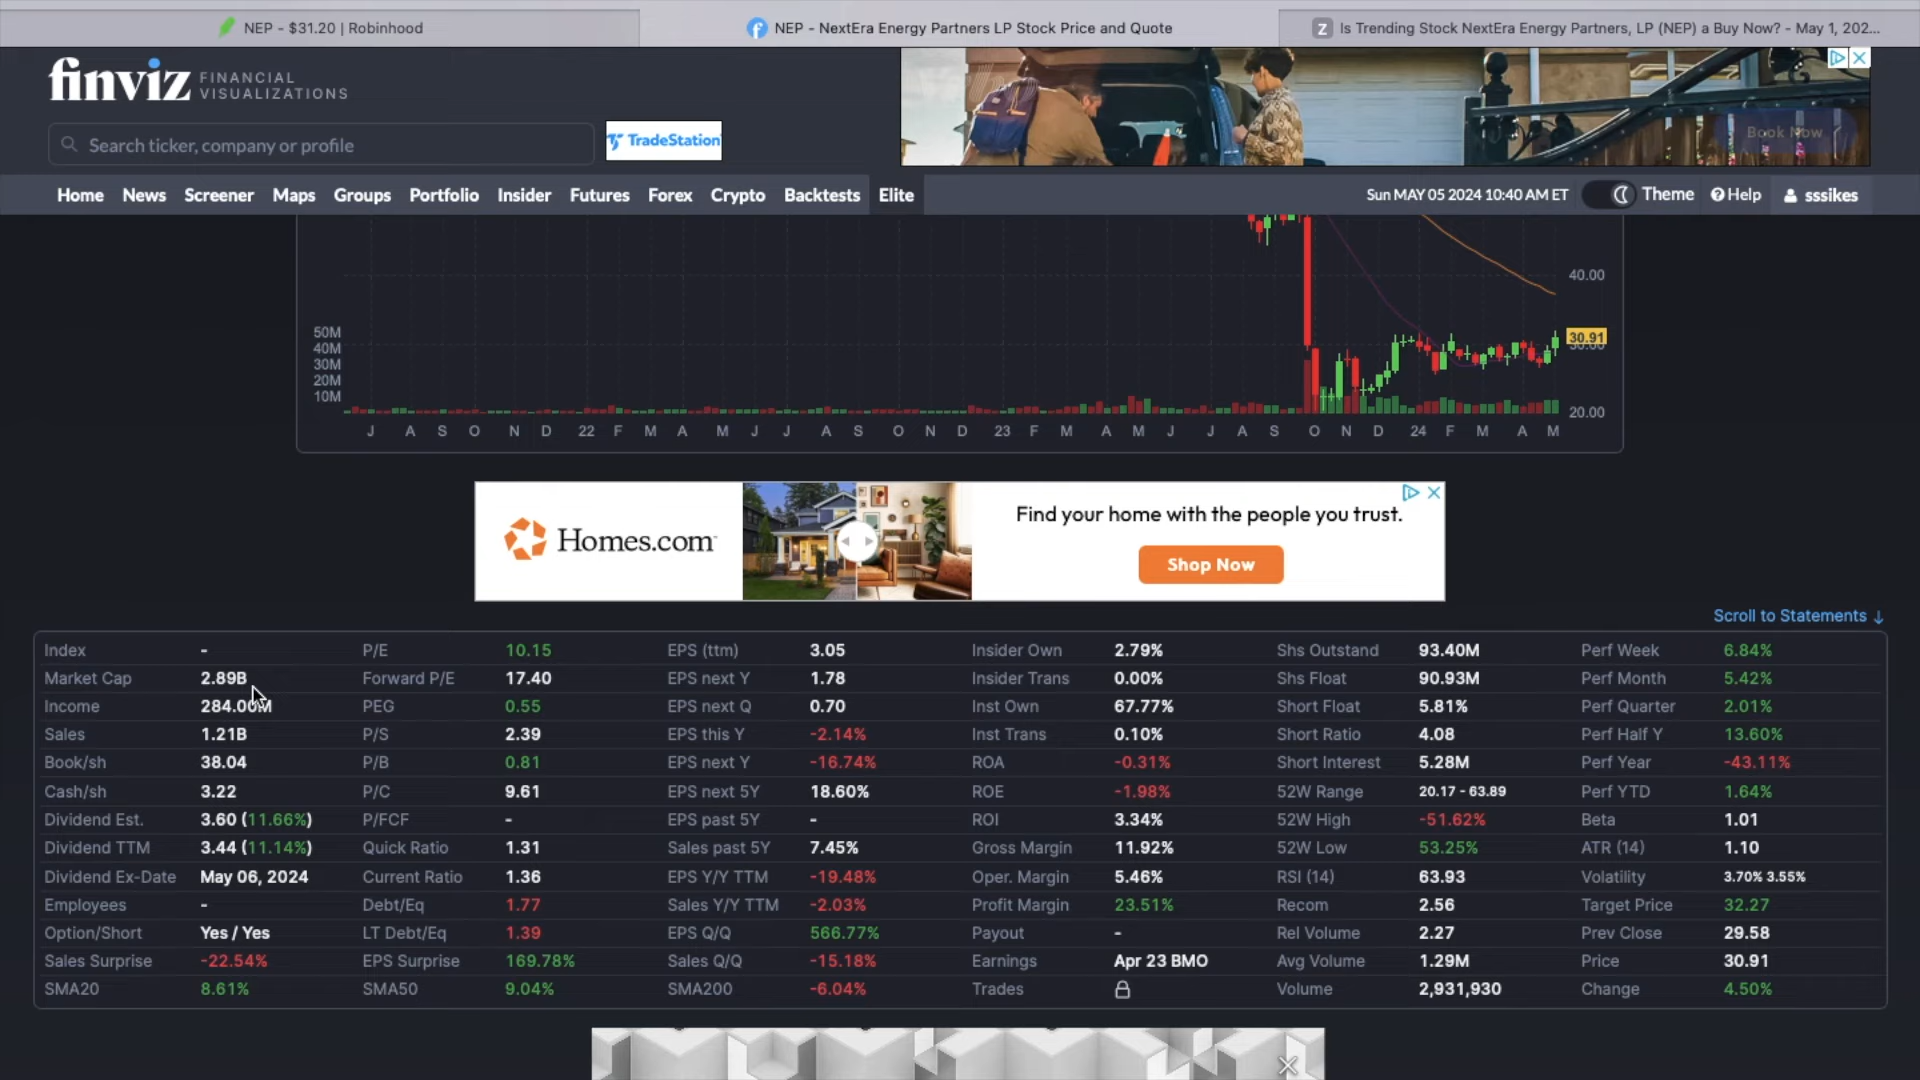 NEP - $31.20 | Robinhood
NEP - NextEra Energy Partners LP Stock Price and Quote
Z Is Trending Stock NextEra Energy Partners, LP (NEP) a Buy Now? - May 1, 202...
finviz FINANCIAL VISUALIZATIONS
Search ticker, company or profile
TradeStation
Book Now
Home News Screener Maps Groups Portfolio Insider Futures Forex Crypto Backtests Elite
Sun MAY 05 2024 10:40 AM ET Theme Help sssikes
40.00
30.91
30.00
20.00
50M
40M
30M
20M
10M
J A S O N D 22 F M A M J J A S O N D 23 F M A M J J A S O N D 24 F M A M
Homes.com
Find your home with the people you trust.
Shop Now
Scroll to Statements ↓
Index - P/E 10.15 EPS (ttm) 3.05 Insider Own 2.79% Shs Outstand 93.40M Perf Week 6.84%
Market Cap 2.89B Forward P/E 17.40 EPS next Y 1.78 Insider Trans 0.00% Shs Float 90.93M Perf Month 5.42%
Income 284.00M PEG 0.55 EPS next Q 0.70 Inst Own 67.77% Short Float 5.81% Perf Quarter 2.01%
Sales 1.21B P/S 2.39 EPS this Y -2.14% Inst Trans 0.10% Short Ratio 4.08 Perf Half Y 13.60%
Book/sh 38.04 P/B 0.81 EPS next Y -16.74% ROA -0.31% Short Interest 5.28M Perf Year -43.11%
Cash/sh 3.22 P/C 9.61 EPS next 5Y 18.60% ROE -1.98% 52W Range 20.17 - 63.89 Perf YTD 1.64%
Dividend Est. 3.60 (11.66%) P/FCF - EPS past 5Y - ROI 3.34% 52W High -51.62% Beta 1.01
Dividend TTM 3.44 (11.14%) Quick Ratio 1.31 Sales past 5Y 7.45% Gross Margin 11.92% 52W Low 53.25% ATR (14) 1.10
Dividend Ex-Date May 06, 2024 Current Ratio 1.36 EPS Y/Y TTM -19.48% Oper. Margin 5.46% RSI (14) 63.93 Volatility 3.70% 3.55%
Employees - Debt/Eq 1.77 Sales Y/Y TTM -2.03% Profit Margin 23.51% Recom 2.56 Target Price 32.27
Option/Short Yes / Yes LT Debt/Eq 1.39 EPS Q/Q 566.77% Payout - Rel Volume 2.27 Prev Close 29.58
Sales Surprise -22.54% EPS Surprise 169.78% Sales Q/Q -15.18% Earnings Apr 23 BMO Avg Volume 1.29M Price 30.91
SMA20 8.61% SMA50 9.04% SMA200 -6.04% Trades Volume 2,931,930 Change 4.50%